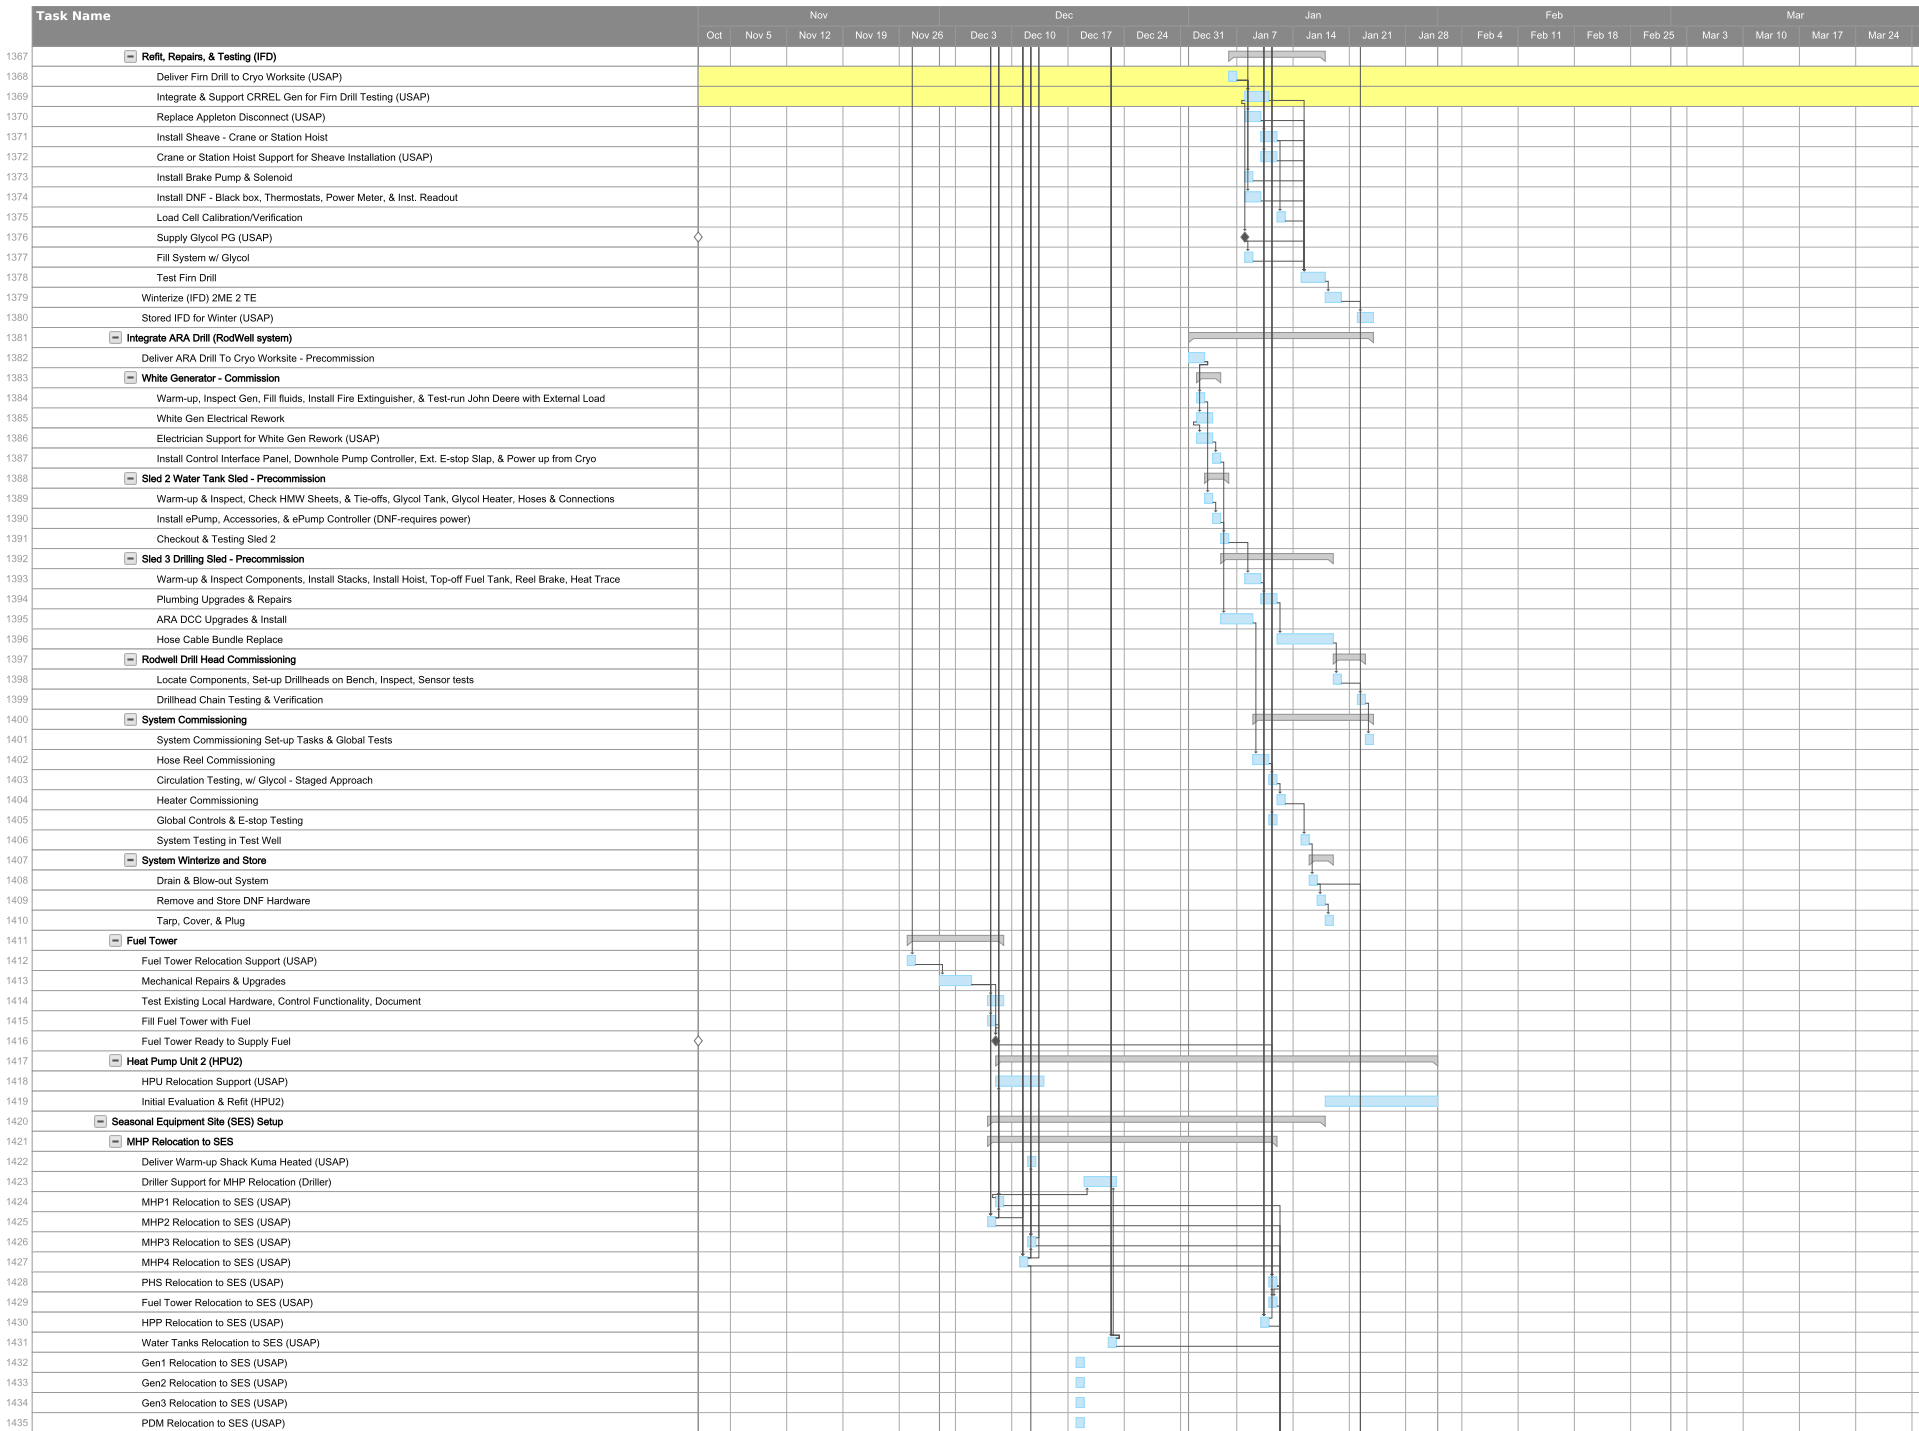 Task Name
Nov
Dec
Jan
Feb
Mar
Oct
Nov 5
Nov 12
Nov 19
Nov 26
Dec 3
Dec 10
Dec 17
Dec 24
Dec 31
Jan 7
Jan 14
Jan 21
Jan 28
Feb 4
Feb 11
Feb 18
Feb 25
Mar 3
Mar 10
Mar 17
Mar 24
1367 Refit, Repairs, & Testing (IFD)
1368 Deliver Firn Drill to Cryo Worksite (USAP)
1369 Integrate & Support CRREL Gen for Firn Drill Testing (USAP)
1370 Replace Appleton Disconnect (USAP)
1371 Install Sheave - Crane or Station Hoist
1372 Crane or Station Hoist Support for Sheave Installation (USAP)
1373 Install Brake Pump & Solenoid
1374 Install DNF - Black box, Thermostats, Power Meter, & Inst. Readout
1375 Load Cell Calibration/Verification
1376 Supply Glycol PG (USAP)
1377 Fill System w/ Glycol
1378 Test Firn Drill
1379 Winterize (IFD) 2ME 2 TE
1380 Stored IFD for Winter (USAP)
1381 Integrate ARA Drill (RodWell system)
1382 Deliver ARA Drill To Cryo Worksite - Precommission
1383 White Generator - Commission
1384 Warm-up, Inspect Gen, Fill fluids, Install Fire Extinguisher, & Test-run John Deere with External Load
1385 White Gen Electrical Rework
1386 Electrician Support for White Gen Rework (USAP)
1387 Install Control Interface Panel, Downhole Pump Controller, Ext. E-stop Slap, & Power up from Cryo
1388 Sled 2 Water Tank Sled - Precommission
1389 Warm-up & Inspect, Check HMW Sheets, & Tie-offs, Glycol Tank, Glycol Heater, Hoses & Connections
1390 Install ePump, Accessories, & ePump Controller (DNF-requires power)
1391 Checkout & Testing Sled 2
1392 Sled 3 Drilling Sled - Precommission
1393 Warm-up & Inspect Components, Install Stacks, Install Hoist, Top-off Fuel Tank, Reel Brake, Heat Trace
1394 Plumbing Upgrades & Repairs
1395 ARA DCC Upgrades & Install
1396 Hose Cable Bundle Replace
1397 Rodwell Drill Head Commissioning
1398 Locate Components, Set-up Drillheads on Bench, Inspect, Sensor tests
1399 Drillhead Chain Testing & Verification
1400 System Commissioning
1401 System Commissioning Set-up Tasks & Global Tests
1402 Hose Reel Commissioning
1403 Circulation Testing, w/ Glycol - Staged Approach
1404 Heater Commissioning
1405 Global Controls & E-stop Testing
1406 System Testing in Test Well
1407 System Winterize and Store
1408 Drain & Blow-out System
1409 Remove and Store DNF Hardware
1410 Tarp, Cover, & Plug
1411 Fuel Tower
1412 Fuel Tower Relocation Support (USAP)
1413 Mechanical Repairs & Upgrades
1414 Test Existing Local Hardware, Control Functionality, Document
1415 Fill Fuel Tower with Fuel
1416 Fuel Tower Ready to Supply Fuel
1417 Heat Pump Unit 2 (HPU2)
1418 HPU Relocation Support (USAP)
1419 Initial Evaluation & Refit (HPU2)
1420 Seasonal Equipment Site (SES) Setup
1421 MHP Relocation to SES
1422 Deliver Warm-up Shack Kuma Heated (USAP)
1423 Driller Support for MHP Relocation (Driller)
1424 MHP1 Relocation to SES (USAP)
1425 MHP2 Relocation to SES (USAP)
1426 MHP3 Relocation to SES (USAP)
1427 MHP4 Relocation to SES (USAP)
1428 PHS Relocation to SES (USAP)
1429 Fuel Tower Relocation to SES (USAP)
1430 HPP Relocation to SES (USAP)
1431 Water Tanks Relocation to SES (USAP)
1432 Gen1 Relocation to SES (USAP)
1433 Gen2 Relocation to SES (USAP)
1434 Gen3 Relocation to SES (USAP)
1435 PDM Relocation to SES (USAP)